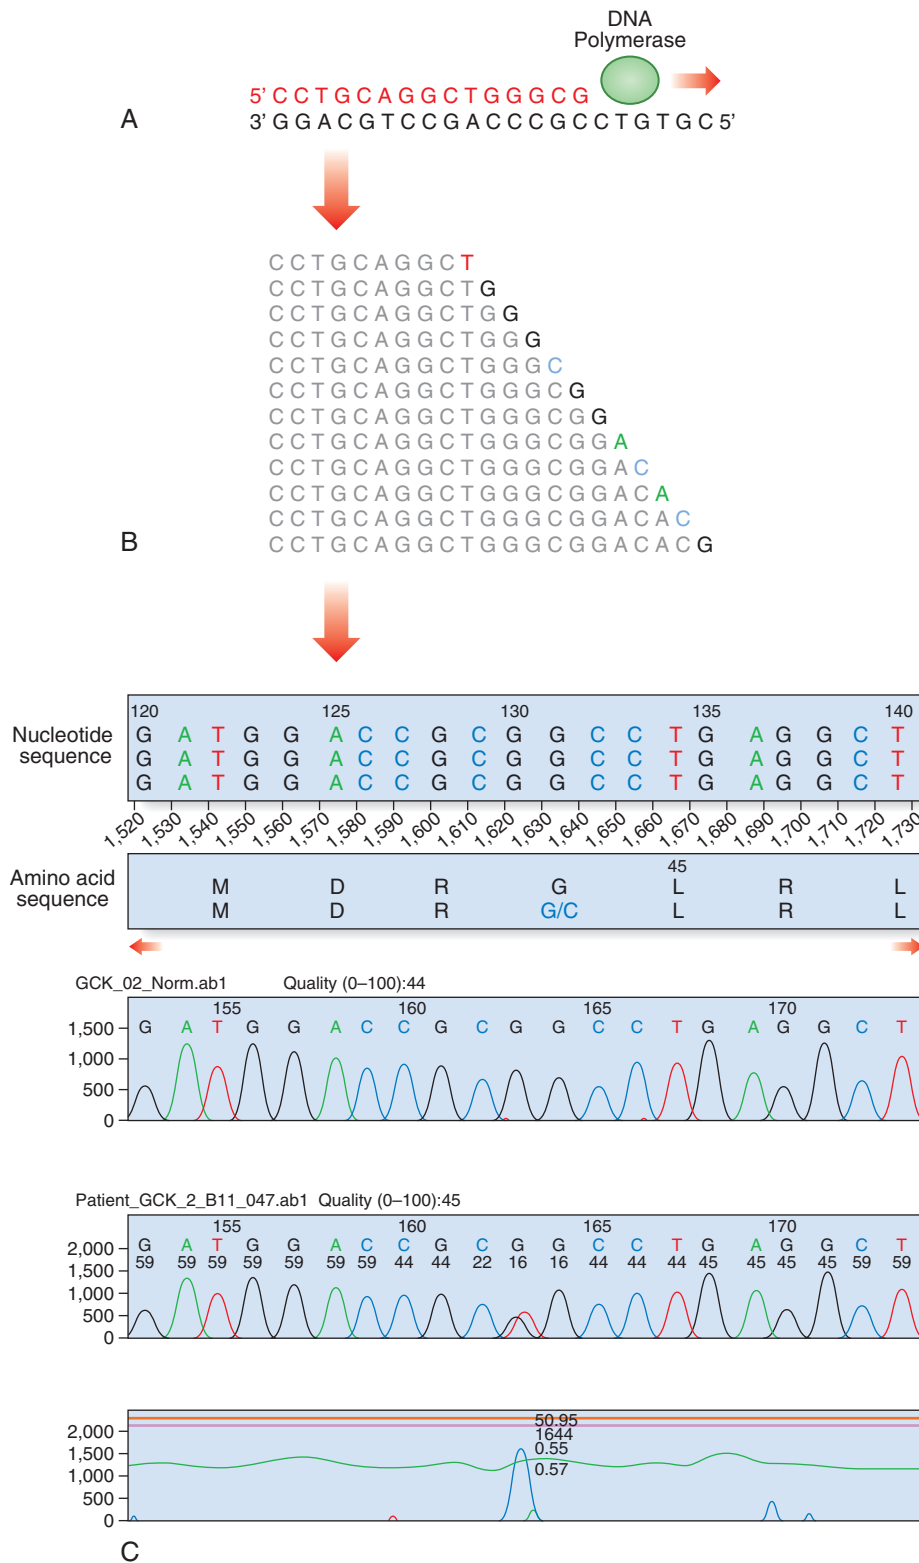 DNA
Polymerase
5’ C C T G C A G G C T G G G C G
A
3’ G G A C G T C C G A C C C G C C T G T G C 5’
C C T G C A G G C T
C C T G C A G G C T G
C C T G C A G G C T G G
C C T G C A G G C T G G G
C C T G C A G G C T G G G C
C C T G C A G G C T G G G C G
C C T G C A G G C T G G G C G G
C C T G C A G G C T G G G C G G A
C C T G C A G G C T G G G C G G A C
C C T G C A G G C T G G G C G G A C A
C C T G C A G G C T G G G C G G A C A C
B
C C T G C A G G C T G G G C G G A C A C G
120 125 130 135 140
Nucleotide sequence
G A T G G A C C G C G G C C T G A G G C T
G A T G G A C C G C G G C C T G A G G C T
G A T G G A C C G C G G C C T G A G G C T
1,520 1,530 1,540 1,550 1,560 1,570 1,580 1,590 1,600 1,610 1,620 1,630 1,640 1,650 1,660 1,670 1,680 1,690 1,700 1,710 1,720 1,730
Amino acid sequence
45
M D R G L R L
M D R G/C L R L
GCK_02_Norm.ab1 Quality (0–100):44
155 160 165 170
G A T G G A C C G C G G C C T G A G G C T
1,500
1,000
500
0
Patient_GCK_2_B11_047.ab1 Quality (0–100):45
155 160 165 170
G A T G G A C C G C G G C C T G A G G C T
59 59 59 59 59 59 59 44 44 22 16 16 44 44 44 45 45 45 45 59 59
2,000
1,500
1,000
500
0
50.95
1644
0.55
0.57
2,000
1,500
1,000
500
0
C